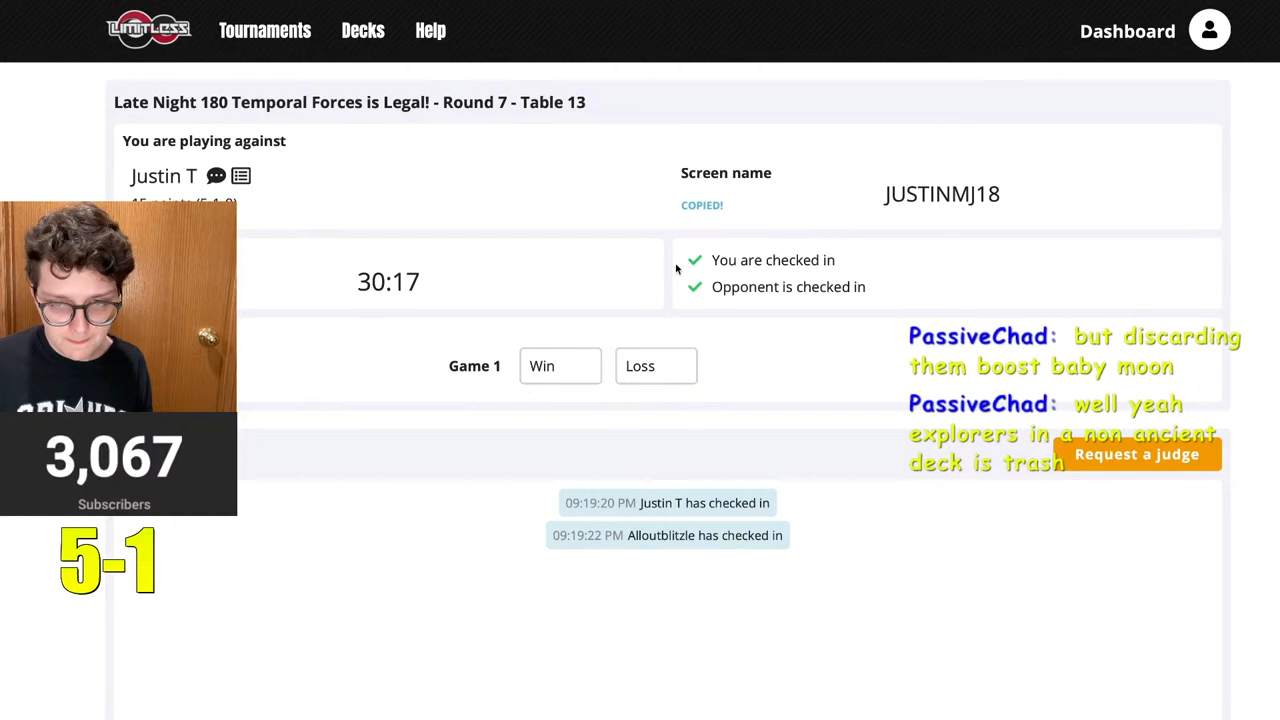 LIMITLESS Tournaments Decks Help Dashboard
Late Night 180 Temporal Forces is Legal! - Round 7 - Table 13
You are playing against
Justin T
Screen name
COPIED!
JUSTINMJ18
30:17
You are checked in
Opponent is checked in
Game 1 Win Loss
PassiveChad: but discarding
them boost baby moon
PassiveChad: well yeah
explorers in a non ancient
deck is trash
Request a judge
3,067
Subscribers
5-1
09:19:20 PM Justin T has checked in
09:19:22 PM Alloutblitzle has checked in